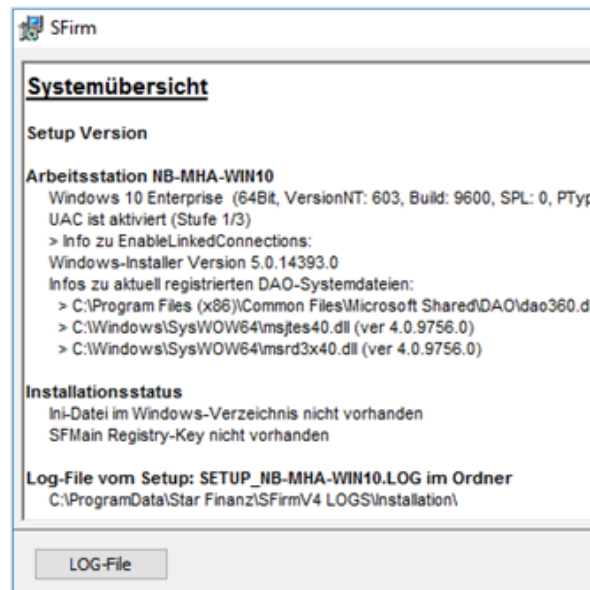 SFirm
Systemübersicht
Setup Version
Arbeitsstation NB-MHA-WIN10
Windows 10 Enterprise (64Bit, VersionNT: 603, Build: 9600, SPL: 0, PTyp
UAC ist aktiviert (Stufe 1/3)
> Info zu EnableLinkedConnections:
Windows-Installer Version 5.0.14393.0
Infos zu aktuell registrierten DAO-Systemdateien:
> C:\Program Files (x86)\Common Files\Microsoft Shared\DAO\dao360.d
> C:\Windows\SysWOW64\msjtes40.dll (ver 4.0.9756.0)
> C:\Windows\SysWOW64\msrd3x40.dll (ver 4.0.9756.0)
Installationsstatus
Ini-Datei im Windows-Verzeichnis nicht vorhanden
SFMain Registry-Key nicht vorhanden
Log-File vom Setup: SETUP_NB-MHA-WIN10.LOG im Ordner
C:\ProgramData\Star Finanz\SFirmV4 LOGS\Installation\
LOG-File